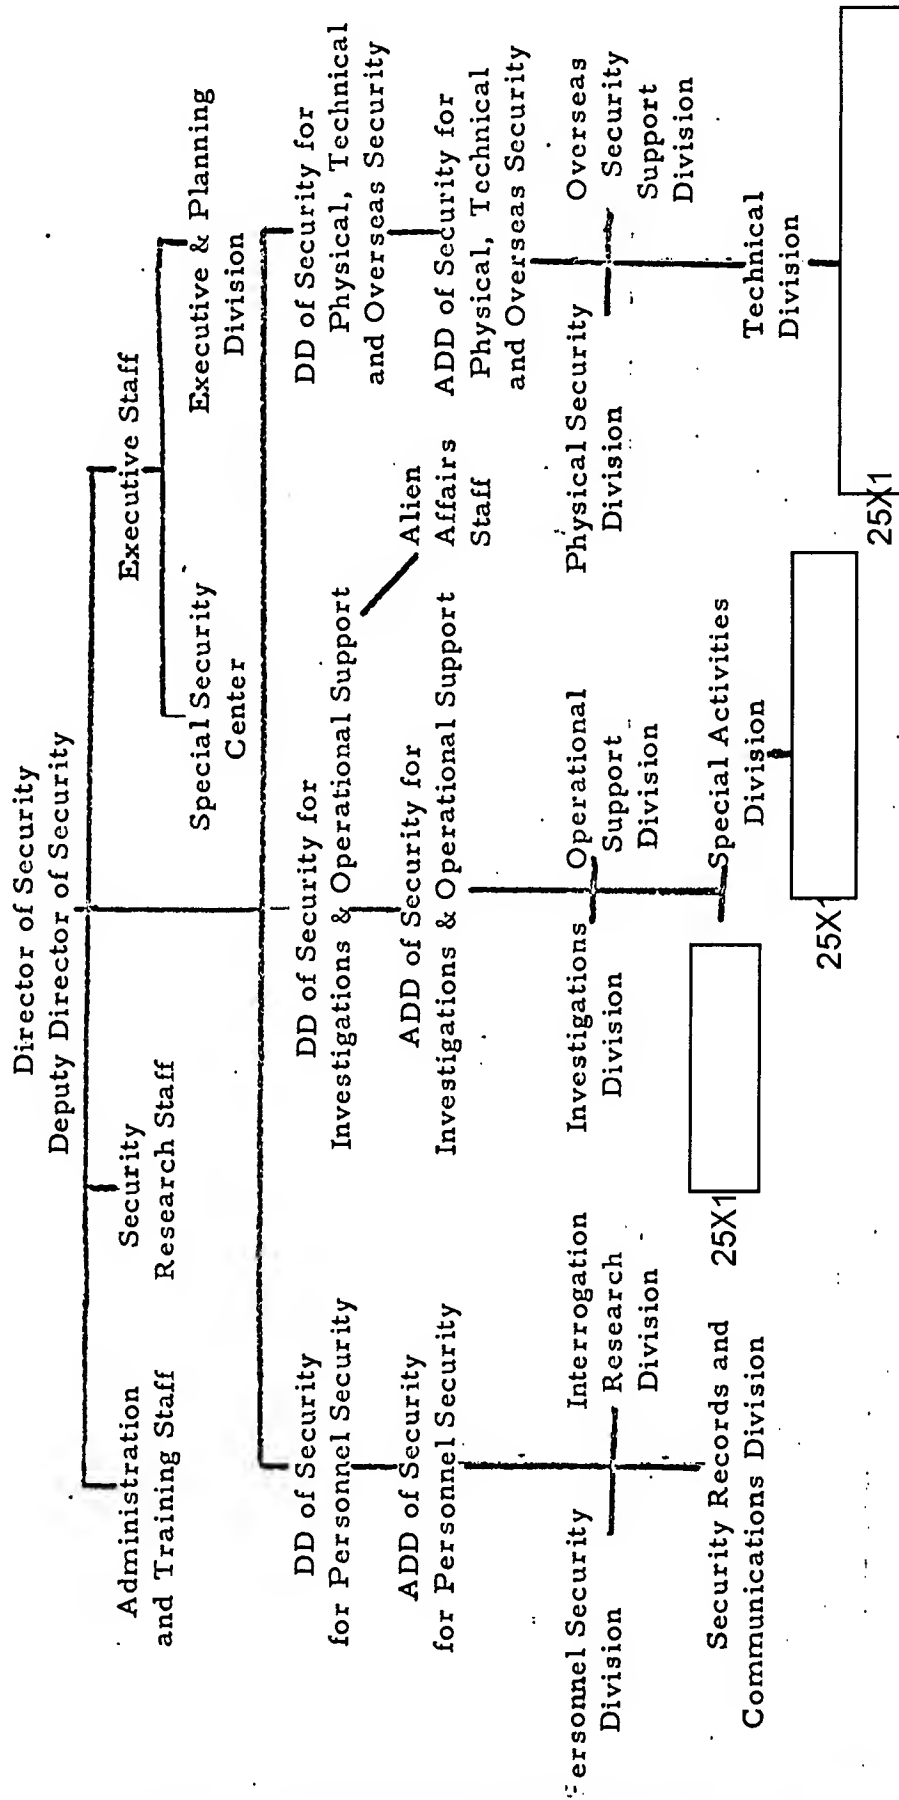 Director of Security
Deputy Director of Security
Administration
and Training Staff
Security
Research Staff
Executive Staff
Special Security
Center
Executive & Planning
Division
DD of Security
for Personnel Security
ADD of Security
for Personnel Security
DD of Security for
Investigations & Operational Support
ADD of Security for
Investigations & Operational Support
Alien
Affairs
Staff
DD of Security for
Physical, Technical
and Overseas Security
ADD of Security for
Physical, Technical
and Overseas Security
Personnel Security
Division
Interrogation
Research
Division
Security Records and
Communications Division
Investigations
Division
Operational
Support
Division
25X1
Special Activities
Division
25X1
Physical Security
Division
Overseas
Security
Support
Division
Technical
Division
25X1